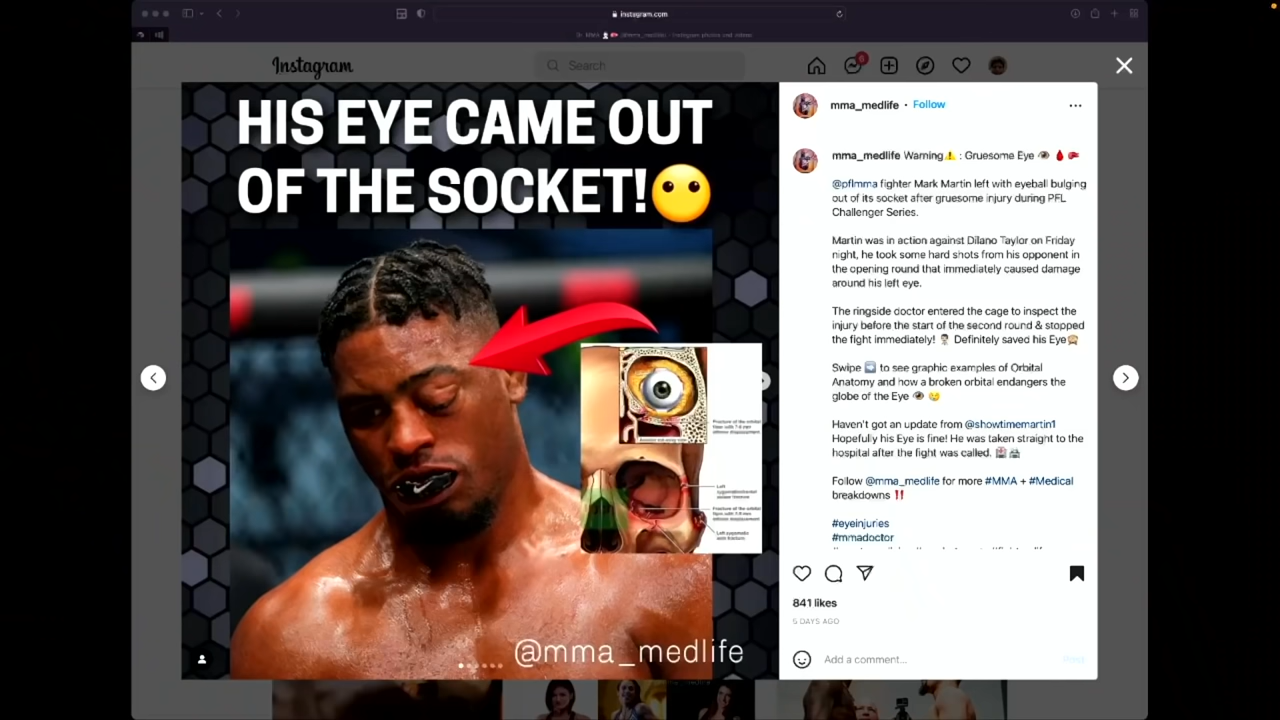 instagram.com
Instagram
Search
6
HIS EYE CAME OUT
OF THE SOCKET!
@mma_medlife
mma_medlife • Follow
mma_medlife Warning⚠️ : Gruesome Eye 👁️ 🩸 🥊
@pflmma fighter Mark Martin left with eyeball bulging
out of its socket after gruesome injury during PFL
Challenger Series.
Martin was in action against Dilano Taylor on Friday
night, he took some hard shots from his opponent in
the opening round that immediately caused damage
around his left eye.
The ringside doctor entered the cage to inspect the
injury before the start of the second round & stopped
the fight immediately! Definitely saved his Eye
Swipe ➡️ to see graphic examples of Orbital
Anatomy and how a broken orbital endangers the
globe of the Eye 👁️
Haven't got an update from @showtimemartin1
Hopefully his Eye is fine! He was taken straight to the
hospital after the fight was called.
Follow @mma_medlife for more #MMA + #Medical
breakdowns ‼️
#eyeinjuries
#mmadoctor
841 likes
5 DAYS AGO
Add a comment...
Post